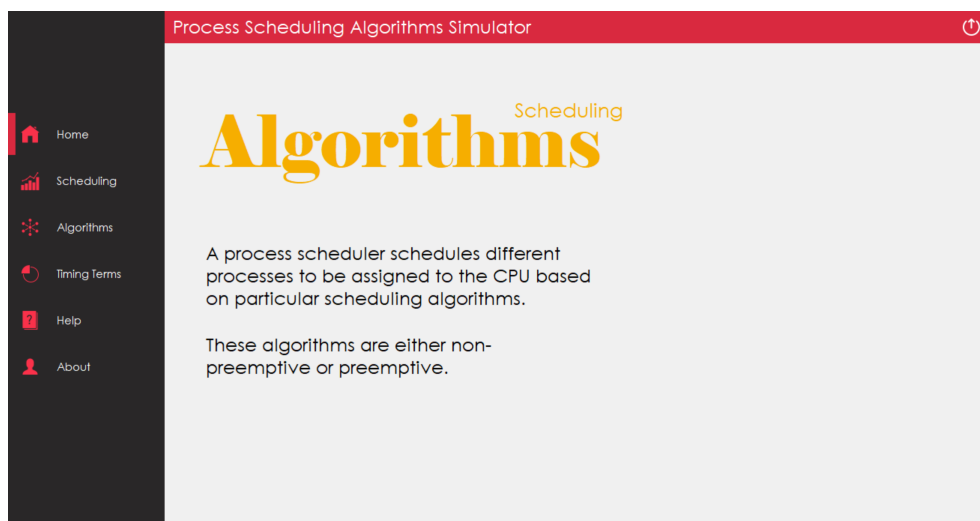 Process Scheduling Algorithms Simulator
Home
Scheduling
Algorithms
Timing Terms
? Help
About
Scheduling
Algorithms
A process scheduler schedules different
processes to be assigned to the CPU based
on particular scheduling algorithms.
These algorithms are either non-
preemptive or preemptive.